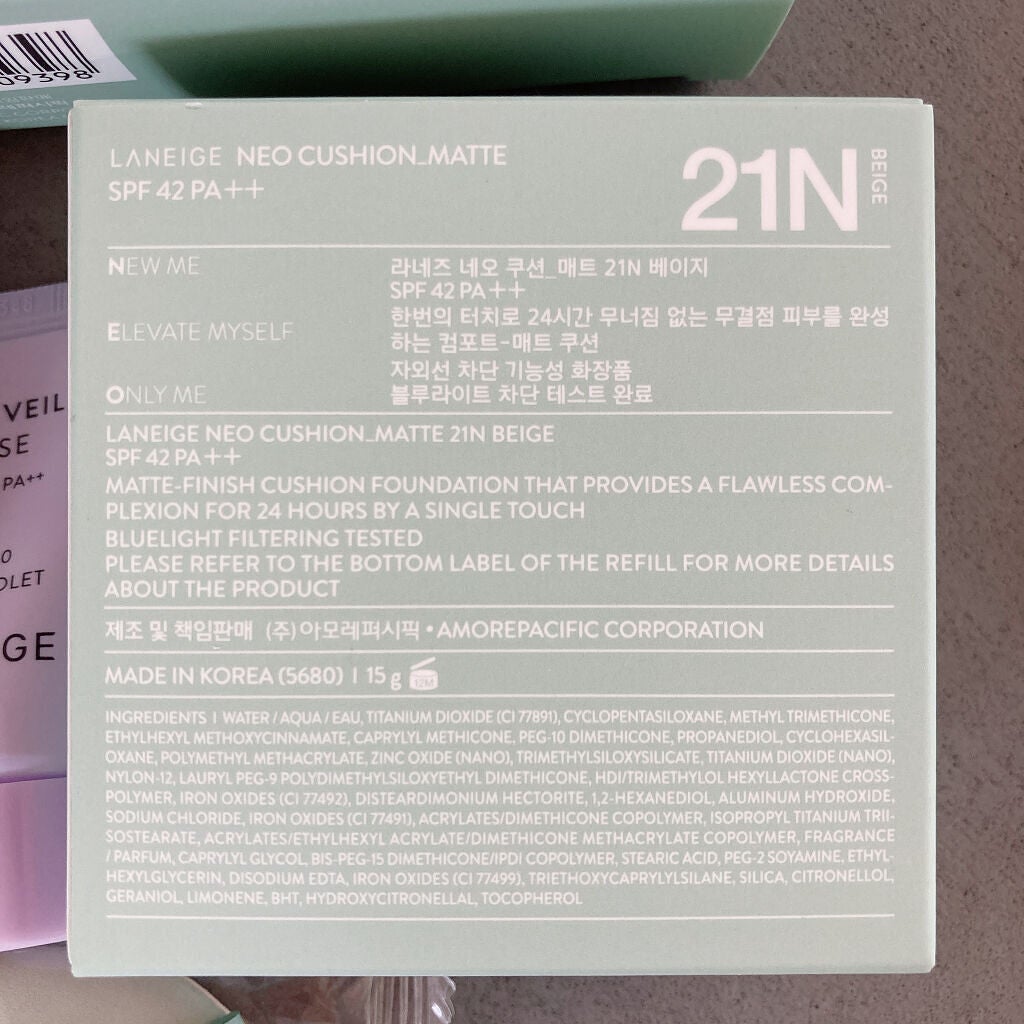 09398
LANEIGE NEO CUSHION_MATTE
SPF 42 PA++
21N
BEIGE
NEW ME
ELEVATE MYSELF
ONLY ME
라네즈 네오 쿠션_매트 21N 베이지
SPF 42 PA++
한번의 터치로 24시간 무너짐 없는 무결점 피부를 완성
하는 컴포트-매트 쿠션
자외선 차단 기능성 화장품
블루라이트 차단 테스트 완료
LANEIGE NEO CUSHION_MATTE 21N BEIGE
SPF 42 PA++
MATTE-FINISH CUSHION FOUNDATION THAT PROVIDES A FLAWLESS COM-
PLEXION FOR 24 HOURS BY A SINGLE TOUCH
BLUELIGHT FILTERING TESTED
PLEASE REFER TO THE BOTTOM LABEL OF THE REFILL FOR MORE DETAILS
ABOUT THE PRODUCT
제조 및 책임판매 (주)아모레퍼시픽 • AMOREPACIFIC CORPORATION
MADE IN KOREA (5680) | 15 g 12M
INGREDIENTS | WATER / AQUA / EAU, TITANIUM DIOXIDE (CI 77891), CYCLOPENTASILOXANE, METHYL TRIMETHICONE,
ETHYLHEXYL METHOXYCINNAMATE, CAPRYLYL METHICONE, PEG-10 DIMETHICONE, PROPANEDIOL, CYCLOHEXASIL-
OXANE, POLYMETHYL METHACRYLATE, ZINC OXIDE (NANO), TRIMETHYLSILOXYSILICATE, TITANIUM DIOXIDE (NANO),
NYLON-12, LAURYL PEG-9 POLYDIMETHYLSILOXYETHYL DIMETHICONE, HDI/TRIMETHYLOL HEXYLLACTONE CROSS-
POLYMER, IRON OXIDES (CI 77492), DISTEARDIMONIUM HECTORITE, 1,2-HEXANEDIOL, ALUMINUM HYDROXIDE,
SODIUM CHLORIDE, IRON OXIDES (CI 77491), ACRYLATES/DIMETHICONE COPOLYMER, ISOPROPYL TITANIUM TRII-
SOSTEARATE, ACRYLATES/ETHYLHEXYL ACRYLATE/DIMETHICONE METHACRYLATE COPOLYMER, FRAGRANCE
/ PARFUM, CAPRYLYL GLYCOL, BIS-PEG-15 DIMETHICONE/IPDI COPOLYMER, STEARIC ACID, PEG-2 SOYAMINE, ETHYL-
HEXYLGLYCERIN, DISODIUM EDTA, IRON OXIDES (CI 77499), TRIETHOXYCAPRYLYLSILANE, SILICA, CITRONELLOL,
GERANIOL, LIMONENE, BHT, HYDROXYCITRONELLAL, TOCOPHEROL
VEIL
SE
PA++
0
OLET
GE